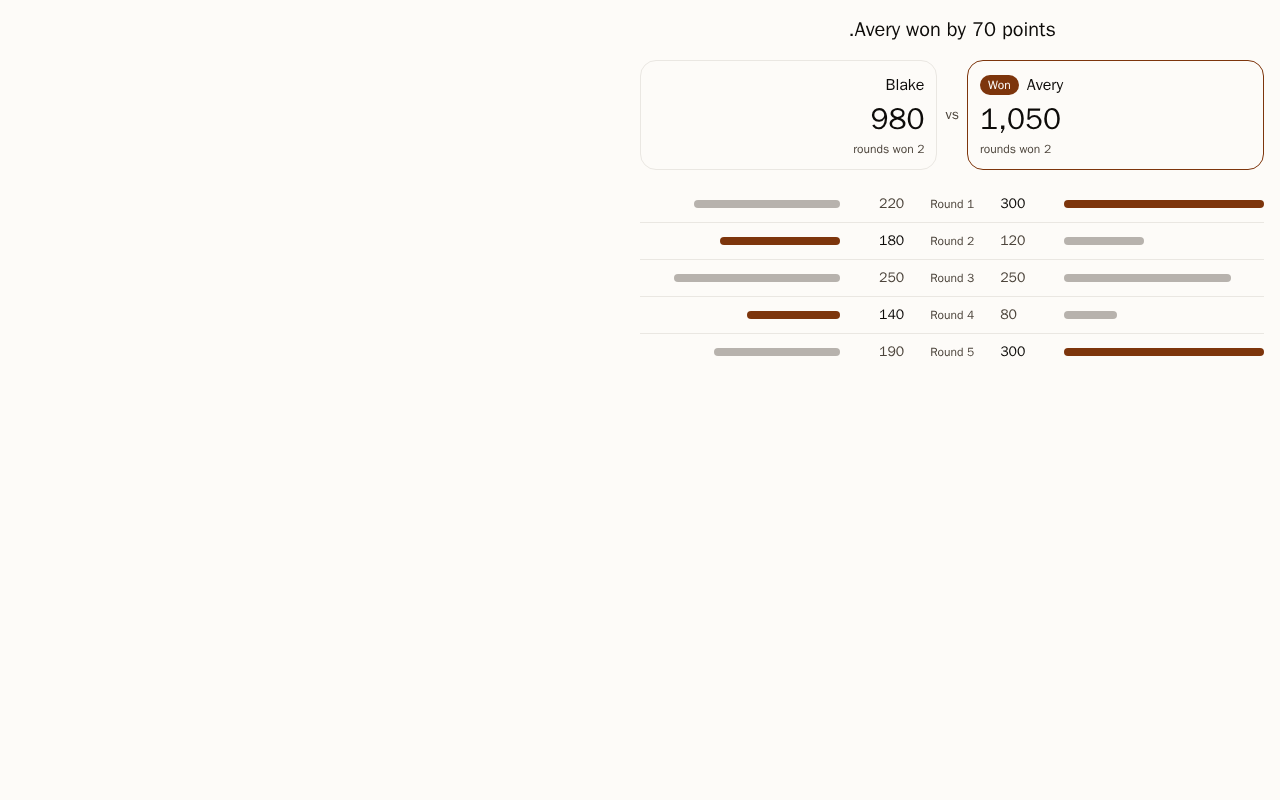 .Avery won by 70 points
Blake
980
rounds won 2
vs
Won Avery
1,050
rounds won 2
220 Round 1 300
180 Round 2 120
250 Round 3 250
140 Round 4 80
190 Round 5 300